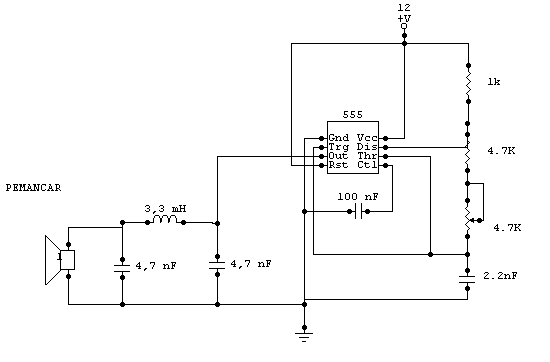 12
+V
1k
555
Gnd Vcc
Trg Dis
Out Thr
Rst Ctl
4.7K
PEMANCAR
100 nF
3,3 mH
4.7K
1
4,7 nF
4,7 nF
2.2nF